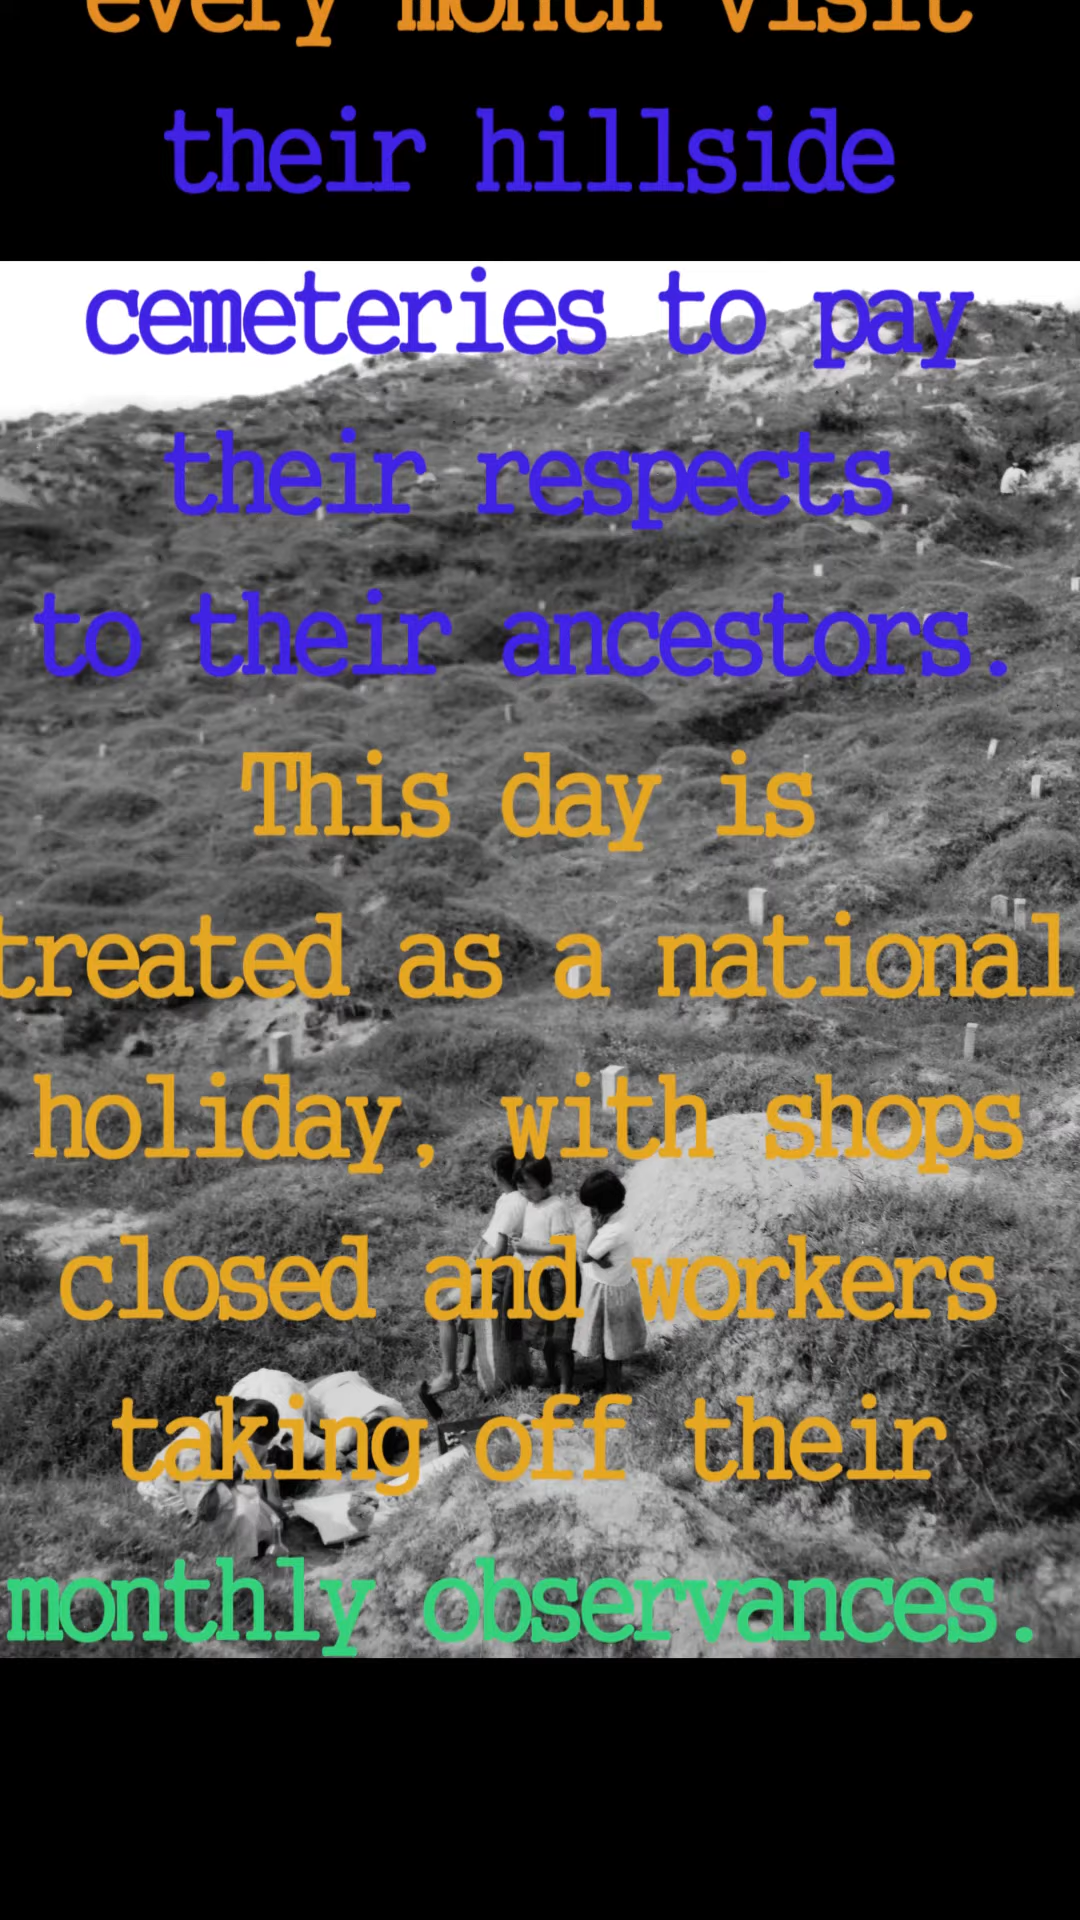 every month visit
their hillside
cemeteries to pay
their respects
to their ancestors.
This day is
treated as a national
holiday, with shops
closed and workers
taking off their
monthly observances.